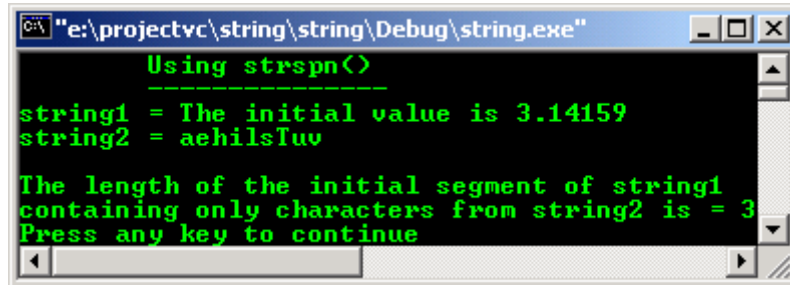 "e:\projectvc\string\string\Debug\string.exe"
Using strspn()
---------------
string1 = The initial value is 3.14159
string2 = aehilsTuv
The length of the initial segment of string1
containing only characters from string2 is = 3
Press any key to continue